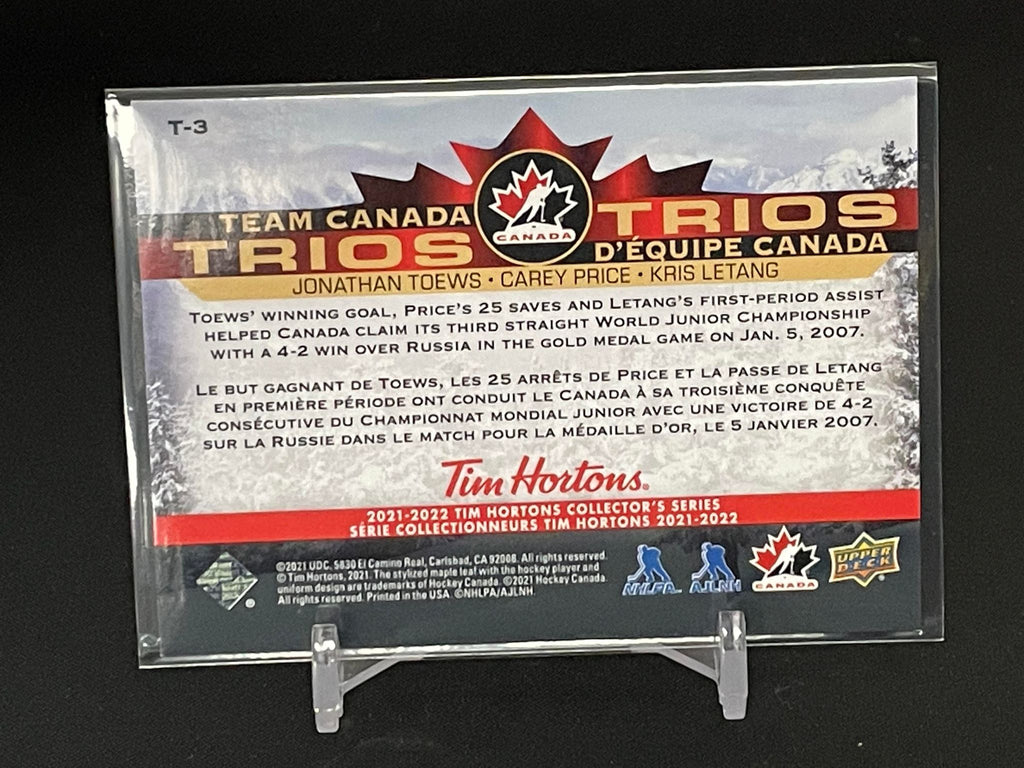 T-3
TEAM CANADA
TRIOS
CANADA
TRIOS
D'ÉQUIPE CANADA
JONATHAN TOEWS • CAREY PRICE • KRIS LETANG
TOEWS' WINNING GOAL, PRICE'S 25 SAVES AND LETANG'S FIRST-PERIOD ASSIST
HELPED CANADA CLAIM ITS THIRD STRAIGHT WORLD JUNIOR CHAMPIONSHIP
WITH A 4-2 WIN OVER RUSSIA IN THE GOLD MEDAL GAME ON JAN. 5, 2007.
LE BUT GAGNANT DE TOEWS, LES 25 ARRÊTS DE PRICE ET LA PASSE DE LETANG
EN PREMIÈRE PÉRIODE ONT CONDUIT LE CANADA À SA TROISIÈME CONQUÊTE
CONSÉCUTIVE DU CHAMPIONNAT MONDIAL JUNIOR AVEC UNE VICTOIRE DE 4-2
SUR LA RUSSIE DANS LE MATCH POUR LA MÉDAILLE D'OR, LE 5 JANVIER 2007.
Tim Hortons®
2021-2022 TIM HORTONS COLLECTOR'S SERIES
SÉRIE COLLECTIONNEURS TIM HORTONS 2021-2022
©2021 UDC. 5830 El Camino Real, Carlsbad, CA 92008. All rights reserved.
©Tim Hortons, 2021. The stylized maple leaf with the hockey player and
uniform design are trademarks of Hockey Canada. ©2021 Hockey Canada.
All rights reserved. Printed in the USA. ©NHLPA/AJLNH.
NHLPA
AJLNH
CANADA
UPPER
DECK